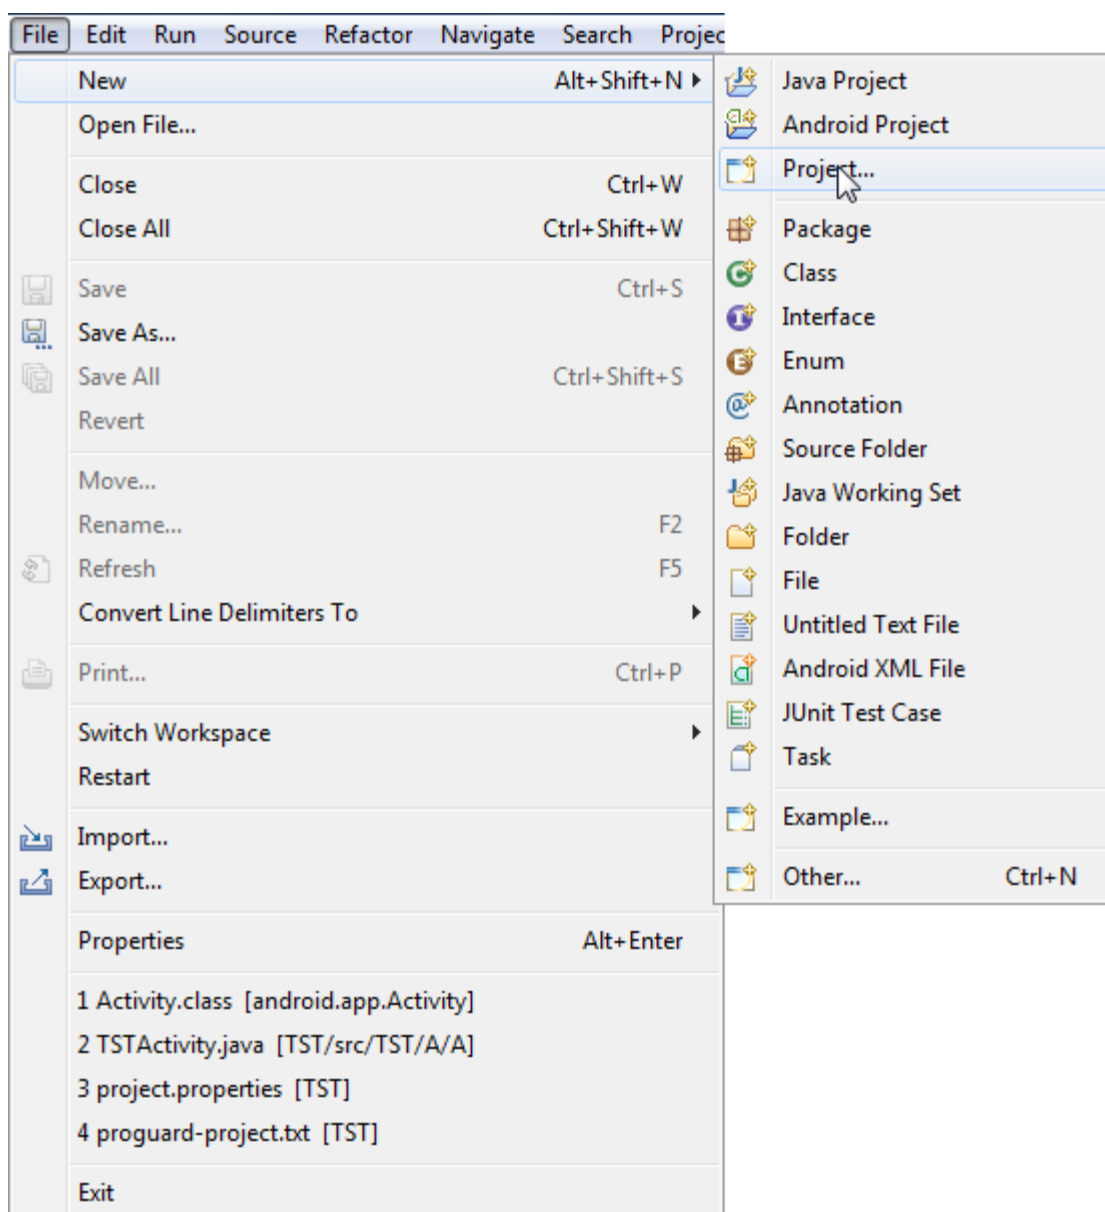 File Edit Run Source Refactor Navigate Search Projec
New Alt+Shift+N
Open File...
Close Ctrl+W
Close All Ctrl+Shift+W
Save Ctrl+S
Save As...
Save All Ctrl+Shift+S
Revert
Move...
Rename... F2
Refresh F5
Convert Line Delimiters To
Print... Ctrl+P
Switch Workspace
Restart
Import...
Export...
Properties Alt+Enter
1 Activity.class [android.app.Activity]
2 TSTActivity.java [TST/src/TST/A/A]
3 project.properties [TST]
4 proguard-project.txt [TST]
Exit
Java Project
Android Project
Project...
Package
Class
Interface
Enum
Annotation
Source Folder
Java Working Set
Folder
File
Untitled Text File
Android XML File
JUnit Test Case
Task
Example...
Other... Ctrl+N